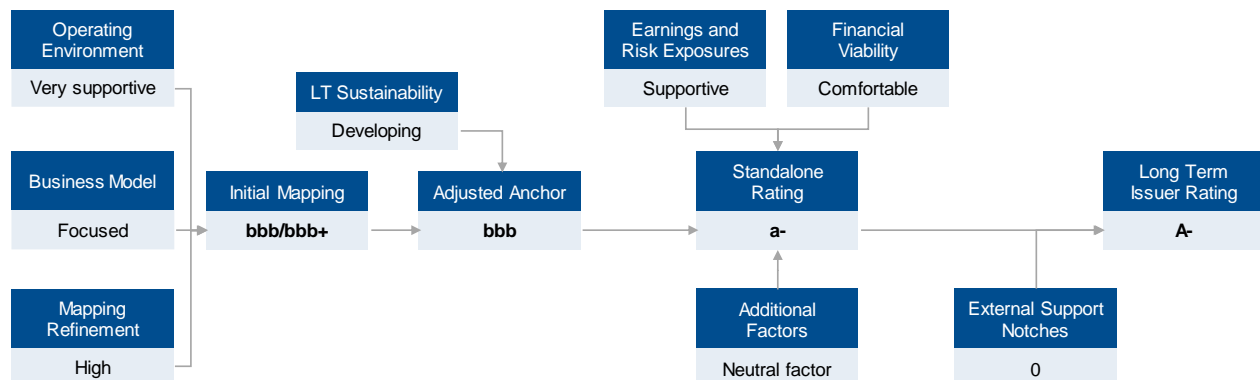 Operating
Environment
Very supportive
Business Model
Focused
Mapping
Refinement
High
Initial Mapping
bbb/bbb+
LT Sustainability
Developing
Adjusted Anchor
bbb
Earnings and
Risk Exposures
Supportive
Financial
Viability
Comfortable
Standalone
Rating
a-
Additional
Factors
Neutral factor
External Support
Notches
0
Long Term
Issuer Rating
A-